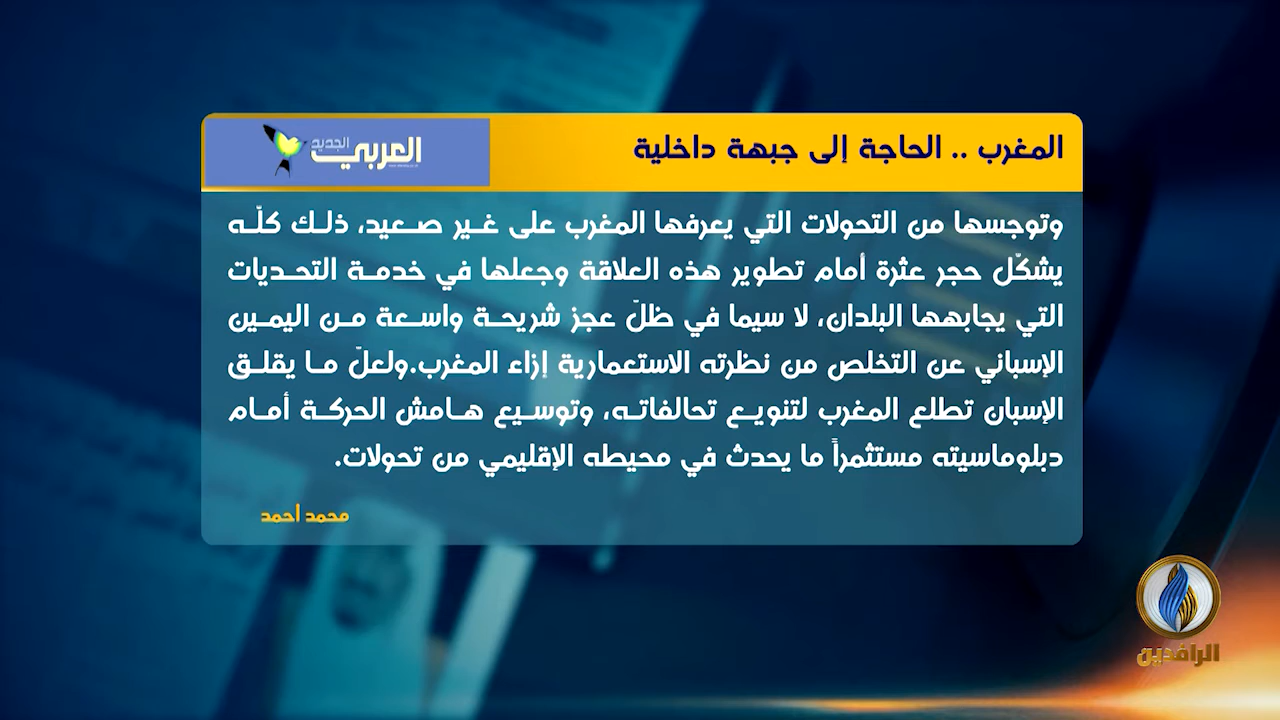 المغرب .. الحاجة إلى جبهة داخلية
العربي الجديد
وتوجسها من التحولات التي يعرفها المغرب على غير صعيد، ذلك كلّه
يشكّل حجر عثرة أمام تطوير هذه العلاقة وجعلها في خدمة التحديات
التي يجابهها البلدان، لا سيما في ظلّ عجز شريحة واسعة من اليمين
الإسباني عن التخلص من نظرته الاستعمارية إزاء المغرب.ولعلّ ما يقلق
الإسبان تطلع المغرب لتنويع تحالفاته، وتوسيع هامش الحركة أمام
دبلوماسيته مستثمراً ما يحدث في محيطه الإقليمي من تحولات.
محمد أحمد
الرافدين